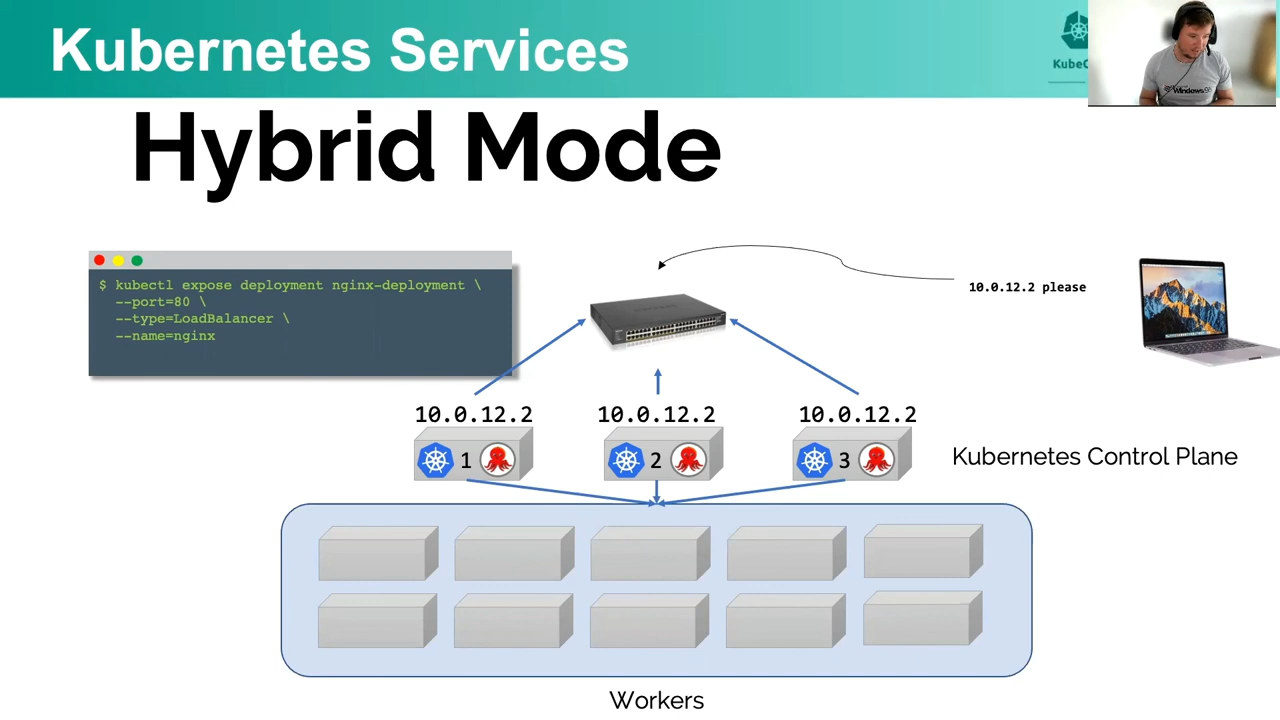 Kubernetes Services
Hybrid Mode
$ kubectl expose deployment nginx-deployment \
--port=80 \
--type=LoadBalancer \
--name=nginx
10.0.12.2 please
10.0.12.2
10.0.12.2
10.0.12.2
1
2
3
Kubernetes Control Plane
Workers